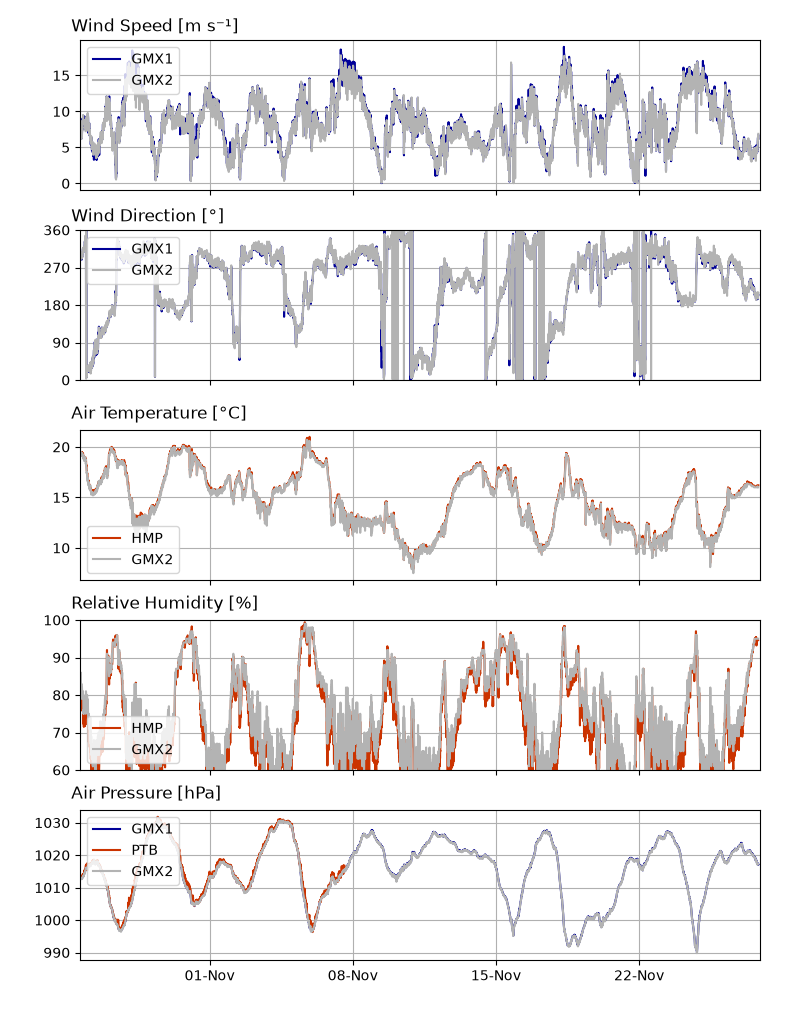 Wind Speed [m s⁻¹]
GMX1
GMX2
15
10
5
0
Wind Direction [°]
360
GMX1
GMX2
270
180
90
0
Air Temperature [°C]
20
15
10
HMP
GMX2
Relative Humidity [%]
100
90
80
70
60
HMP
GMX2
Air Pressure [hPa]
1030
1020
1010
1000
990
GMX1
PTB
GMX2
01-Nov 08-Nov 15-Nov 22-Nov